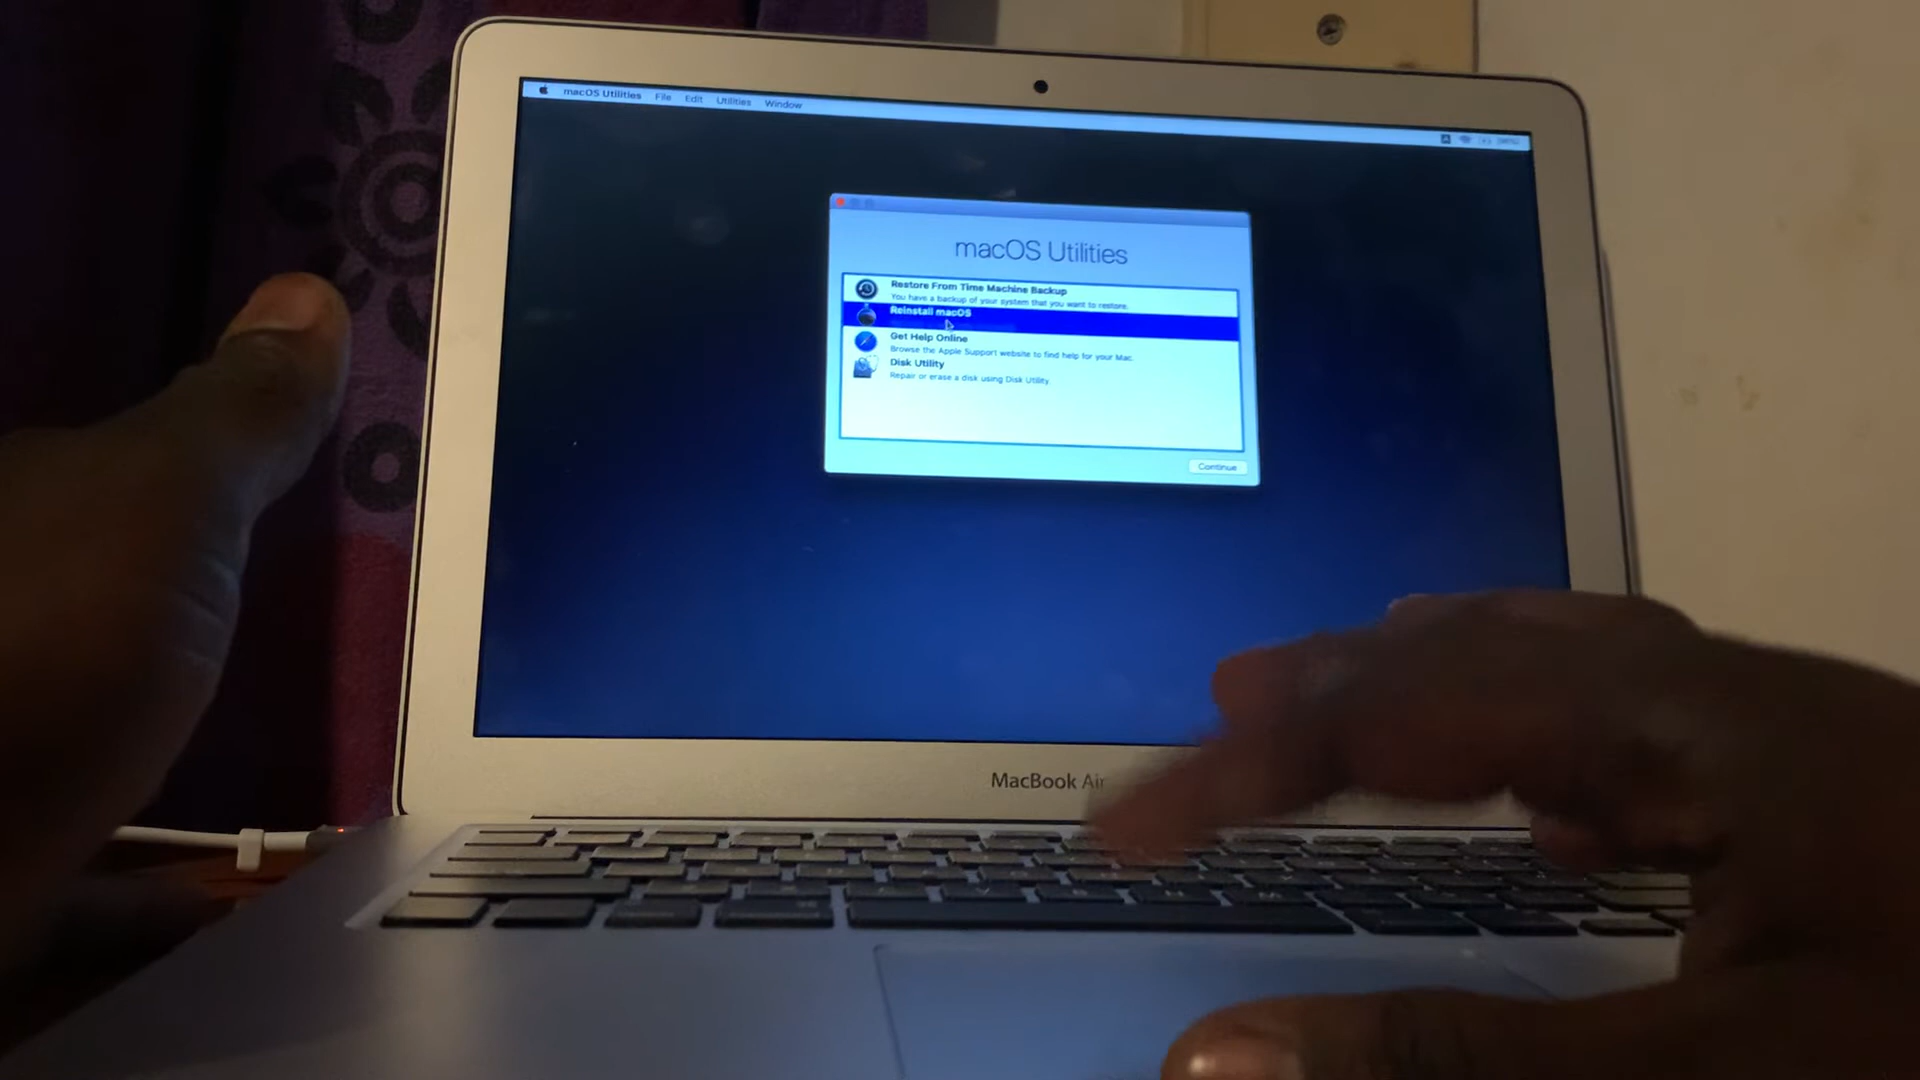 macOS Utilities File Edit Utilities Window
macOS Utilities
Restore From Time Machine Backup
You have a backup of your system that you want to restore.
Reinstall macOS
Get Help Online
Browse the Apple Support website to find help for your Mac.
Disk Utility
Repair or erase a disk using Disk Utility
Continue
MacBook Air